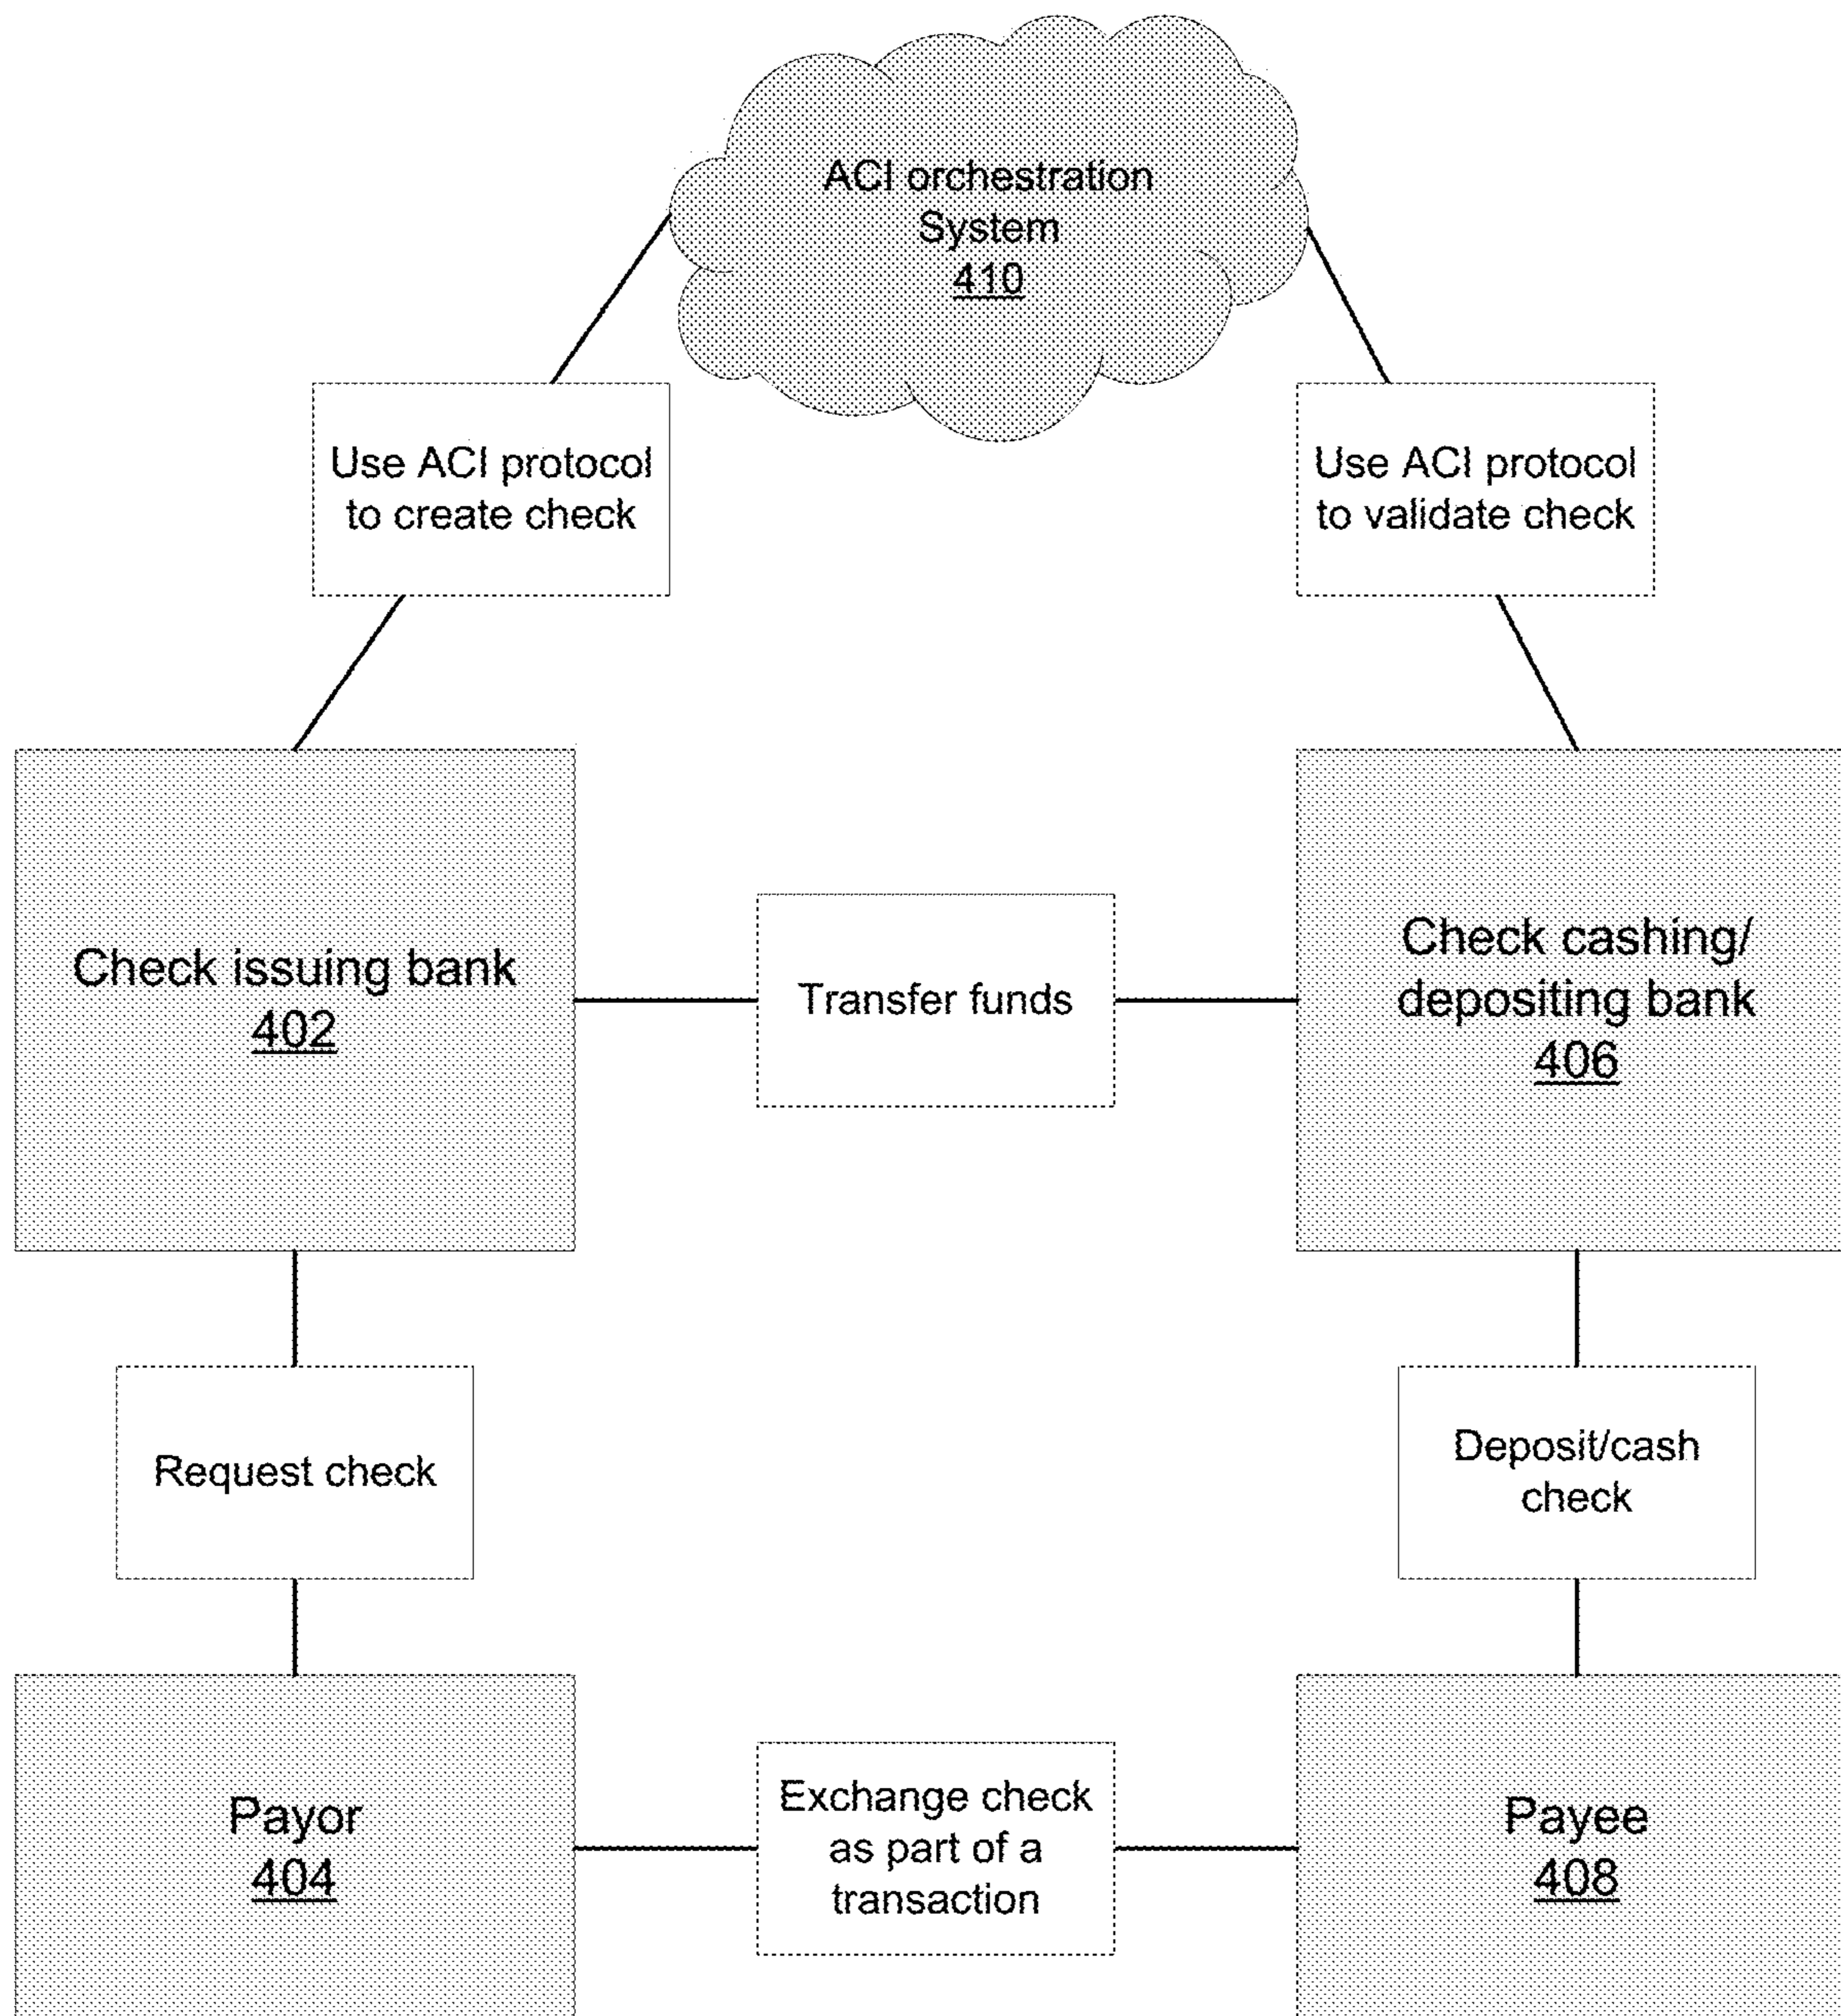 ACI orchestration
System
410
Use ACI protocol
to create check
Use ACI protocol
to validate check
Check issuing bank
402
Transfer funds
Check cashing/
depositing bank
406
Request check
Deposit/cash
check
Payor
404
Exchange check
as part of a
transaction
Payee
408